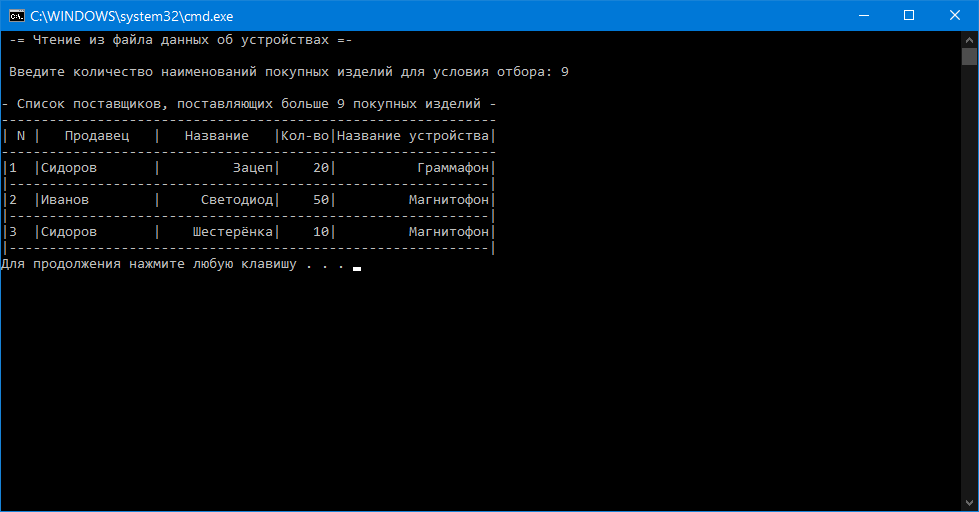 C:\WINDOWS\system32\cmd.exe
-= Чтение из файла данных об устройствах =-
Введите количество наименований покупных изделий для условия отбора: 9
- Список поставщиков, поставляющих больше 9 покупных изделий -
--------------------------------------------------------------
| N |   Продавец   |   Название   |Кол-во|Название устройства|
--------------------------------------------------------------
|1  |Сидоров       |         Зацеп|    20|          Граммафон|
|------------------------------------------------------------|
|2  |Иванов        |     Светодиод|    50|         Магнитофон|
|------------------------------------------------------------|
|3  |Сидоров       |    Шестерёнка|    10|         Магнитофон|
|------------------------------------------------------------|
Для продолжения нажмите любую клавишу . . .